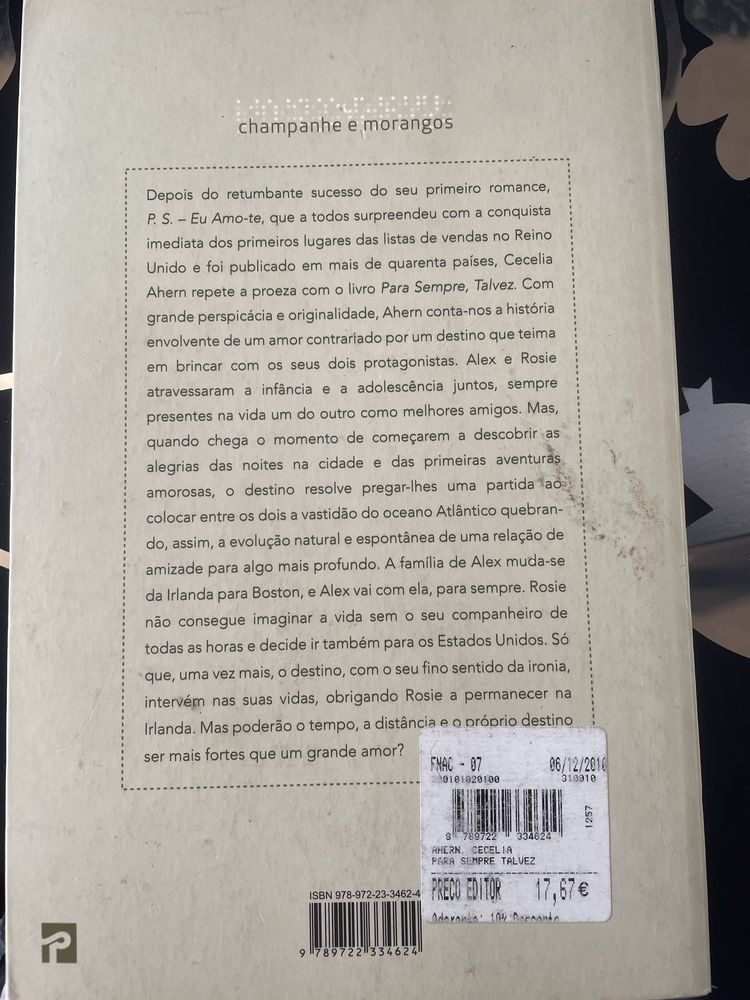 champanhe e morangos
Depois do retumbante sucesso do seu primeiro romance,
P. S. – Eu Amo-te, que a todos surpreendeu com a conquista
imediata dos primeiros lugares das listas de vendas no Reino
Unido e foi publicado em mais de quarenta países, Cecelia
Ahern repete a proeza com o livro Para Sempre, Talvez. Com
grande perspicácia e originalidade, Ahern conta-nos a história
envolvente de um amor contrariado por um destino que teima
em brincar com os seus dois protagonistas. Alex e Rosie
atravessaram a infância e a adolescência juntos, sempre
presentes na vida um do outro como melhores amigos. Mas,
quando chega o momento de começarem a descobrir as
alegrias das noites na cidade e das primeiras aventuras
amorosas, o destino resolve pregar-lhes uma partida ao
colocar entre os dois a vastidão do oceano Atlântico quebran-
do, assim, a evolução natural e espontânea de uma relação de
amizade para algo mais profundo. A família de Alex muda-se
da Irlanda para Boston, e Alex vai com ela, para sempre. Rosie
não consegue imaginar a vida sem o seu companheiro de
todas as horas e decide ir também para os Estados Unidos. Só
que, uma vez mais, o destino, com o seu fino sentido da ironia,
intervém nas suas vidas, obrigando Rosie a permanecer na
Irlanda. Mas poderão o tempo, a distância e o próprio destino
ser mais fortes que um grande amor?
FNAC - 07 06/12/2010
310010
1257
9 789722 334624
AHERN, CECELIA
PARA SEMPRE TALVEZ
PRECO EDITOR 17,67€
Aderente: 10% Desconto
ISBN 978-972-23-3462-4
9 789722 334624